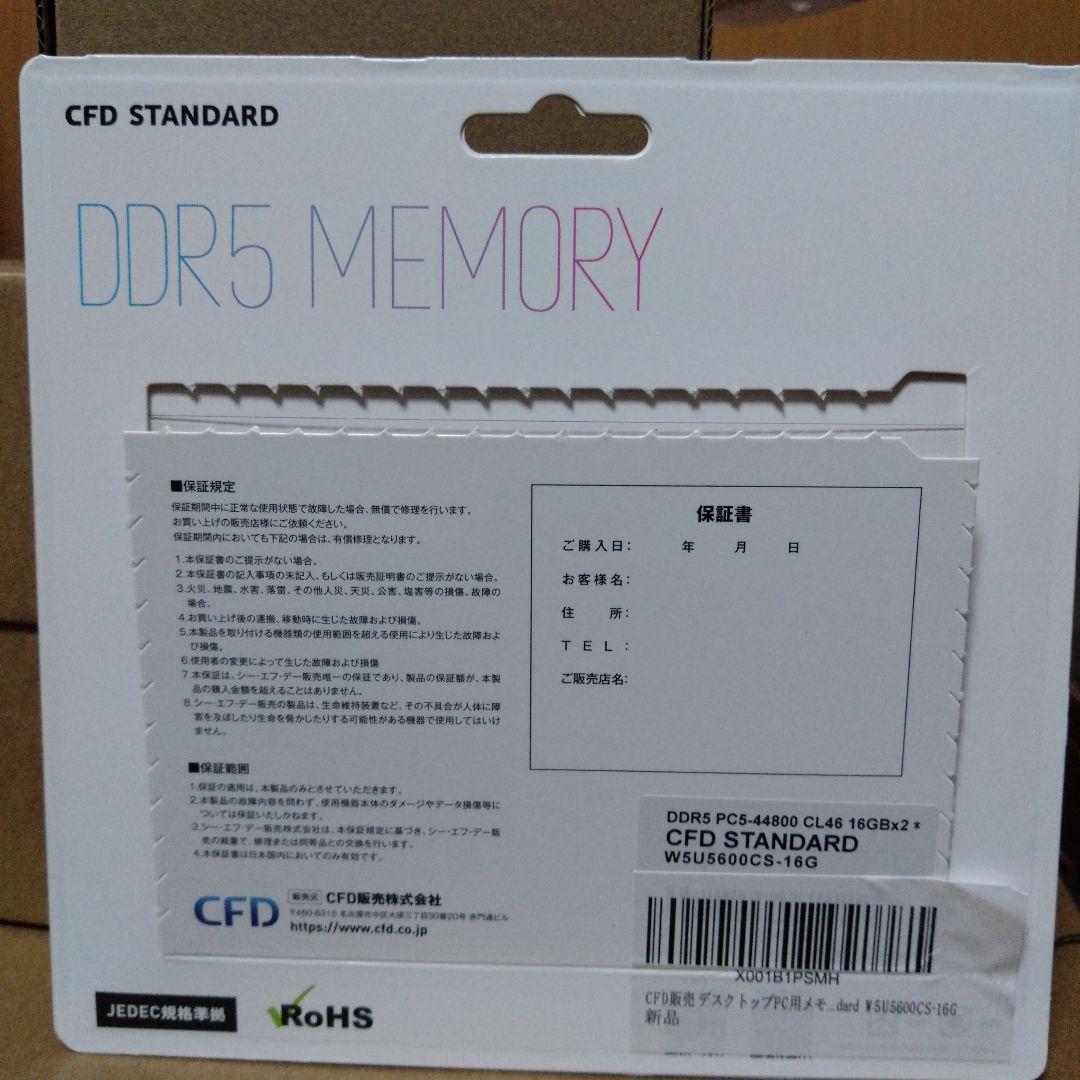 CFD STANDARD
DDR5 MEMORY
■保証規定
保証期間中に正常な使用状態で故障した場合、無償で修理を行います。
お買い上げの販売店様にご依頼ください。
保証期間内においても下記の場合は、有償修理となります。
1.本保証書のご提示がない場合。
2.本保証書の記入事項の未記入、もしくは販売証明書のご提示がない場合。
3.火災、地震、水害、落雷、その他人災、天災、公害、塩害等の損傷、故障の
場合。
4.お買い上げ後の運搬、移動時に生じた故障および損傷。
5.本製品を取り付ける機器類の使用範囲を超える使用により生じた故障およ
び損傷。
6.使用者の変更によって生じた故障および損傷
7.本保証は、シー・エフ・デー販売唯一の保証であり、製品の保証額が、本製
品の購入金額を超えることはありません。
8.シー・エフ・デー販売の製品は、生命維持装置など、その不具合が人体に障
害を及ぼしたり生命を脅かしたりする可能性がある機器で使用してはいけ
ません。
■保証範囲
1.保証の適用は、本製品のみとさせていただきます。
2.本製品の故障内容を問わず、使用機器本体のダメージやデータ損傷等に
ついては保証いたしかねます。
3.シー・エフ・デー販売株式会社は、本保証規定に基づき、シー・エフ・デー販
売の裁量で、修理または同等品との交換を行います。
4.本保証書は日本国内においてのみ有効です。
CFD
販売元 CFD販売株式会社
〒460-8315 名古屋市中区大須三丁目30番20号 赤門通ビル
https://www.cfd.co.jp
保証書
ご購入日: 年 月 日
お客様名:
住 所:
TEL:
ご販売店名:
DDR5 PC5-44800 CL46 16GBx2 *
CFD STANDARD
W5U5600CS-16G
X001B1PSMH
CFD販売 デスクトップPC用メモ...dard W5U5600CS-16G
新品
JEDEC規格準拠
RoHS